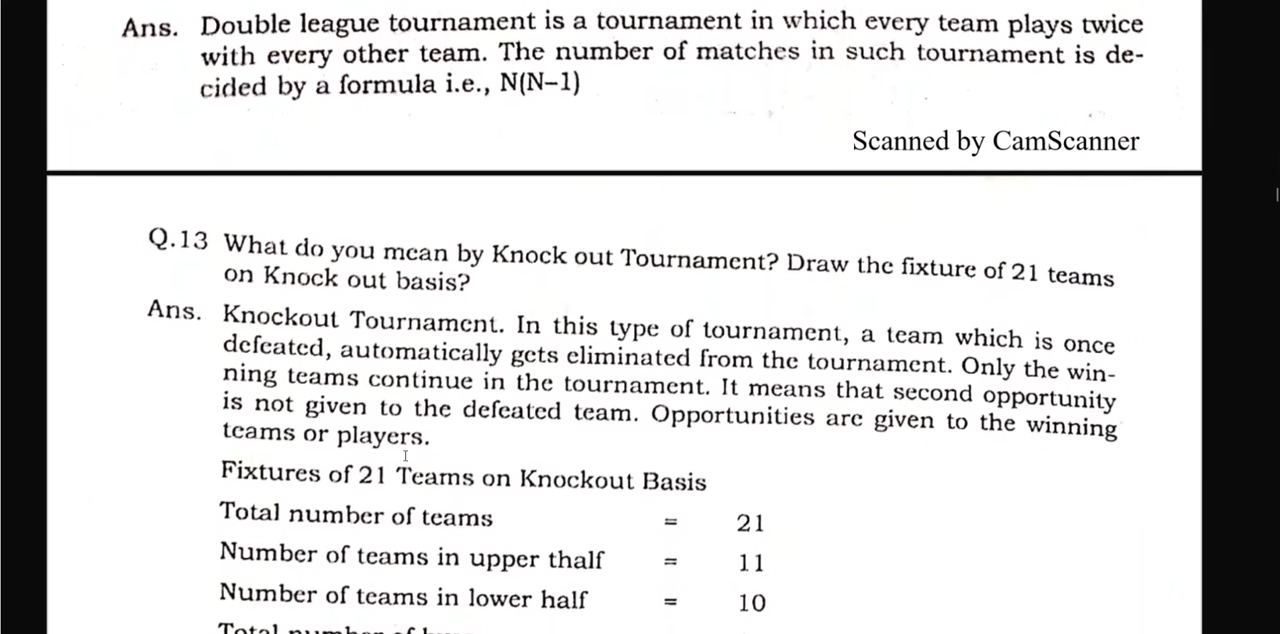 Ans. Double league tournament is a tournament in which every team plays twice
with every other team. The number of matches in such tournament is de-
cided by a formula i.e., N(N–1)
Scanned by CamScanner
Q.13 What do you mean by Knock out Tournament? Draw the fixture of 21 teams
on Knock out basis?
Ans. Knockout Tournament. In this type of tournament, a team which is once
defeated, automatically gets eliminated from the tournament. Only the win-
ning teams continue in the tournament. It means that second opportunity
is not given to the defeated team. Opportunities are given to the winning
teams or players.
Fixtures of 21 Teams on Knockout Basis
Total number of teams = 21
Number of teams in upper thalf = 11
Number of teams in lower half = 10
Total number of